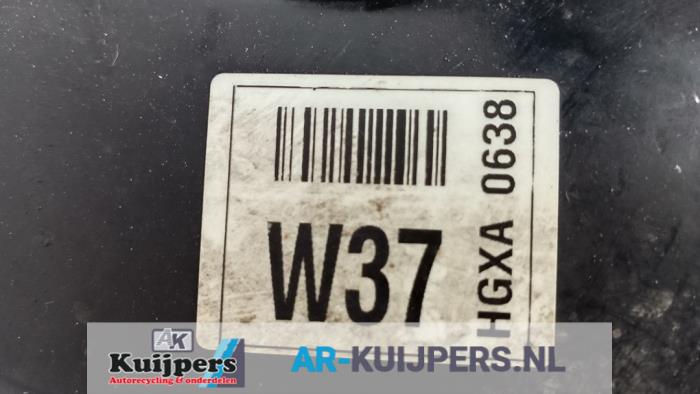 W37
HGXA 0638
AK
Kuijpers
Autorecycling & onderdelen
AR-KUIJPERS.NL